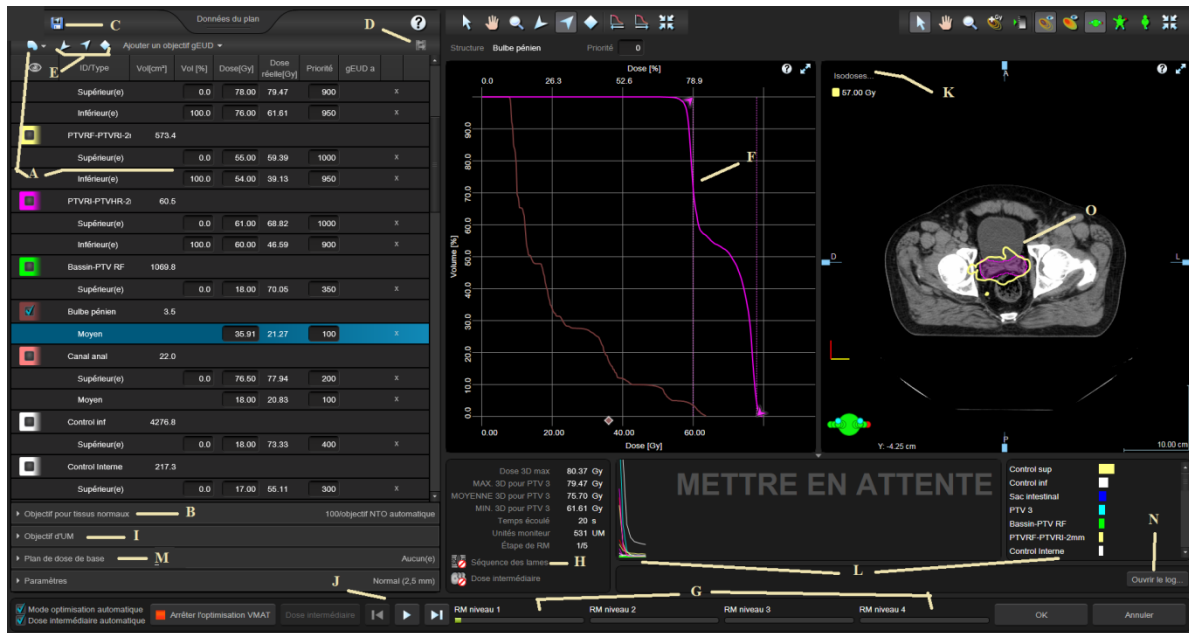 Données du plan
C
D
Ajouter un objectif gEUD
E
ID/Type Vol[cm³] Vol [%] Dose[Gy] Dose réelle[Gy] Priorité gEUD a
Supérieur(e) 0.0 78.00 79.47 900 x
Inférieur(e) 100.0 76.00 61.61 950 x
PTVRF-PTVRI-2 573.4
Supérieur(e) 0.0 55.00 59.39 1000 x
A
Inférieur(e) 100.0 54.00 39.13 950 x
PTVRI-PTVHR-2 60.5
Supérieur(e) 0.0 61.00 68.82 1000 x
Inférieur(e) 100.0 60.00 46.59 900 x
Bassin-PTV RF 1069.8
Supérieur(e) 0.0 18.00 70.05 350 x
Bulbe pénien 3.5
Moyen 35.91 21.27 100 x
Canal anal 22.0
Supérieur(e) 0.0 76.50 77.94 200 x
Moyen 18.00 20.83 100 x
Control inf 4276.8
Supérieur(e) 0.0 18.00 73.33 400 x
Control Interne 217.3
Supérieur(e) 0.0 17.00 55.11 300 x
Objectif pour tissus normaux B 100/objectif NTO automatique
Objectif d'UM I
Plan de dose de base M Aucun(e)
Paramètres J Normal (2,5 mm)
Mode optimisation automatique
Dose intermédiaire automatique
Arrêter l'optimisation VMAT
Dose intermédiaire
Structure Bulbe pénien Priorité 0
Dose [%]
0.0 26.3 52.6 78.9
F
Volume [%]
90.0
80.0
70.0
60.0
50.0
40.0
30.0
20.0
10.0
0.0
0.00 20.00 40.00 60.00
Dose [Gy]
Isodoses...
57.00 Gy
K
A
O
D
L
P
Y: -4.25 cm
10.00 cm
Dose 3D max 80.37 Gy
MAX. 3D pour PTV 3 79.47 Gy
MOYENNE 3D pour PTV 3 75.70 Gy
MIN. 3D pour PTV 3 61.61 Gy
Temps écoulé 20 s
Unités moniteur 531 UM
Étape de RM 1/5
Séquence des lames H
Dose intermédiaire
METTRE EN ATTENTE
L
Control sup
Control inf
Sac intestinal
PTV 3
Bassin-PTV RF
PTVRF-PTVRI-2mm
Control Interne
N
Ouvrir le log...
G
RM niveau 1 RM niveau 2 RM niveau 3 RM niveau 4
OK
Annuler